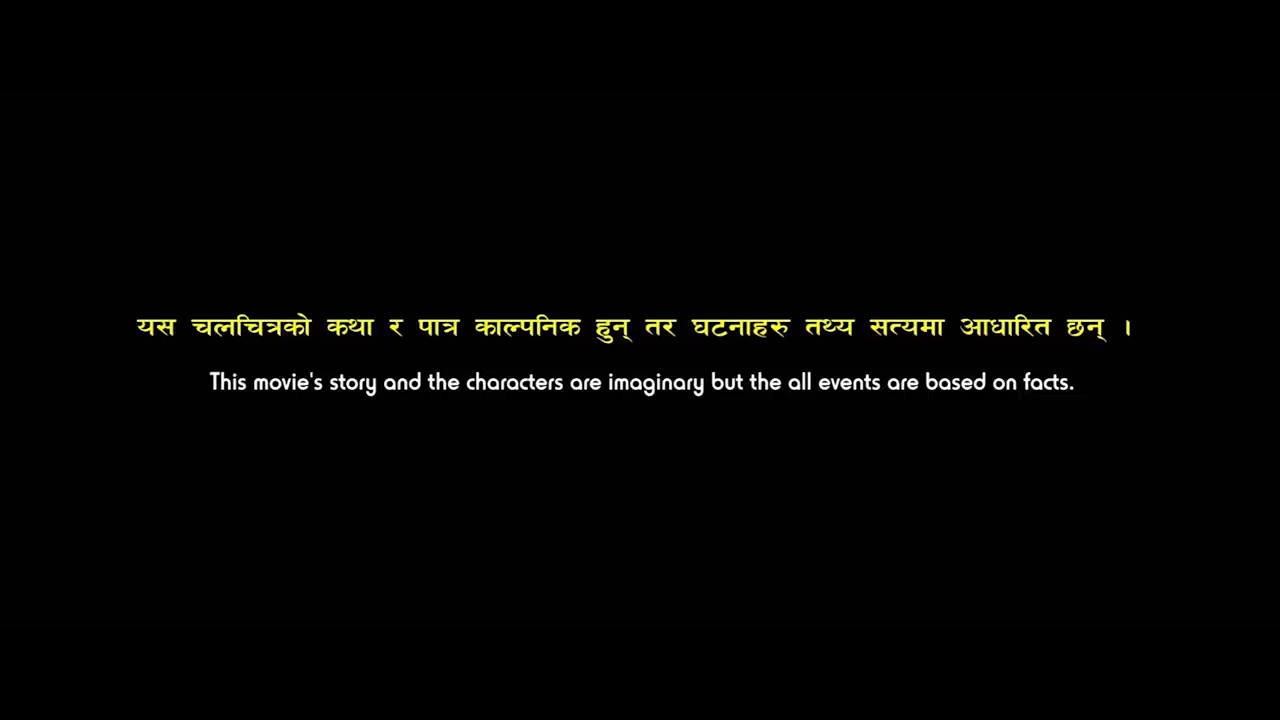 यस चलचित्रको कथा र पात्र काल्पनिक हुन् तर घटनाहरु तथ्य सत्यमा आधारित छन् ।
This movie's story and the characters are imaginary but the all events are based on facts.